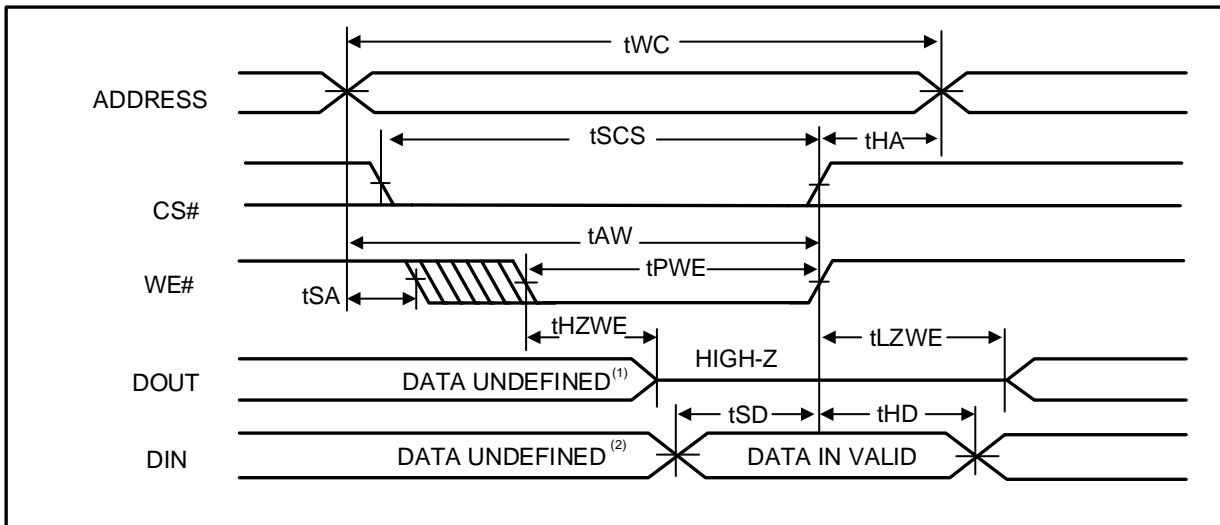 tWC
ADDRESS
tSCS
tHA
CS#
tAW
tPWE
WE#
tSA
tHZWE
tLZWE
HIGH-Z
DOUT
DATA UNDEFINED(1)
tSD
tHD
DIN
DATA UNDEFINED(2)
DATA IN VALID